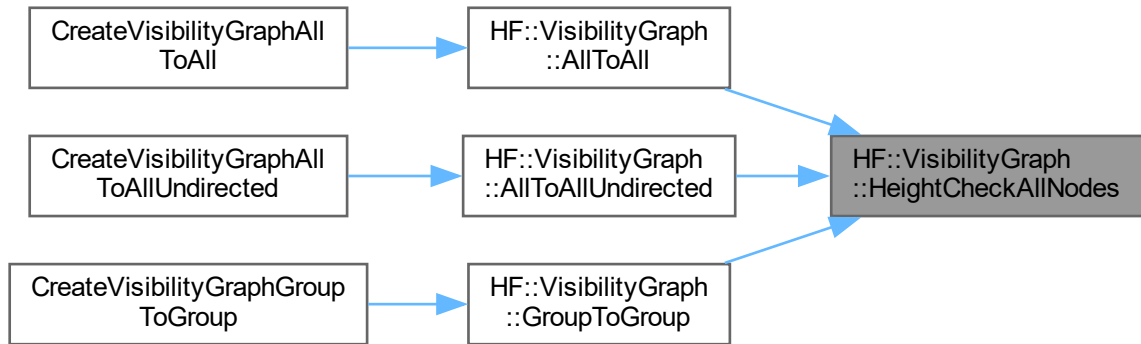 CreateVisibilityGraphAll
ToAll
HF::VisibilityGraph
::AllToAll
CreateVisibilityGraphAll
ToAllUndirected
HF::VisibilityGraph
::AllToAllUndirected
HF::VisibilityGraph
::HeightCheckAllNodes
CreateVisibilityGraphGroup
ToGroup
HF::VisibilityGraph
::GroupToGroup